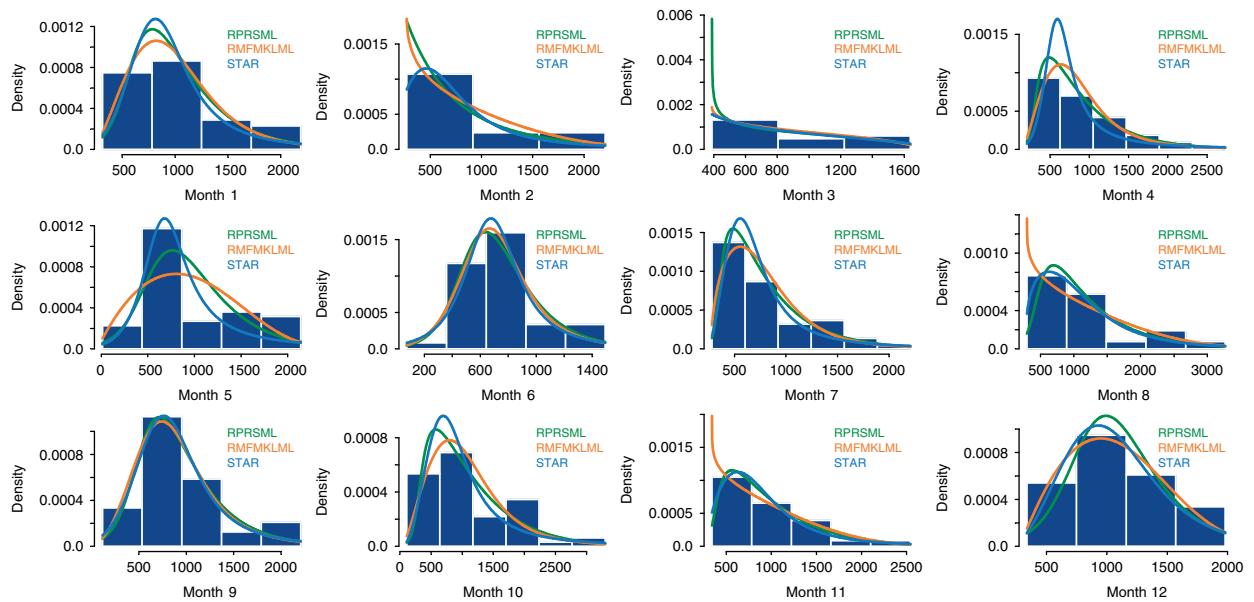 0.0012
0.0008
0.0004
0.0
Density
500 1000 1500 2000
Month 1
RPRSML
RMFMKLML
STAR
0.0015
0.0005
0.0
Density
500 1000 1500 2000
Month 2
RPRSML
RMFMKLML
STAR
0.006
0.004
0.002
0.0
Density
400 600 800 1200 1600
Month 3
RPRSML
RMFMKLML
STAR
0.0015
0.0005
0.0
Density
500 1000 1500 2000 2500
Month 4
RPRSML
RMFMKLML
STAR
0.0012
0.0008
0.0004
0.0
Density
0 500 1000 1500 2000
Month 5
RPRSML
RMFMKLML
STAR
0.0015
0.0005
0.0
Density
200 600 1000 1400
Month 6
RPRSML
RMFMKLML
STAR
0.0015
0.0010
0.0005
0.0
Density
500 1000 1500 2000
Month 7
RPRSML
RMFMKLML
STAR
0.0010
0.0004
0.0
Density
500 1000 2000 3000
Month 8
RPRSML
RMFMKLML
STAR
0.0008
0.0004
0.0
Density
500 1000 1500 2000
Month 9
RPRSML
RMFMKLML
STAR
0.0008
0.0004
0.0
Density
0 500 1500 2500
Month 10
RPRSML
RMFMKLML
STAR
0.0015
0.0005
0.0
Density
500 1000 1500 2000 2500
Month 11
RPRSML
RMFMKLML
STAR
0.0008
0.0004
0.0
Density
500 1000 1500 2000
Month 12
RPRSML
RMFMKLML
STAR